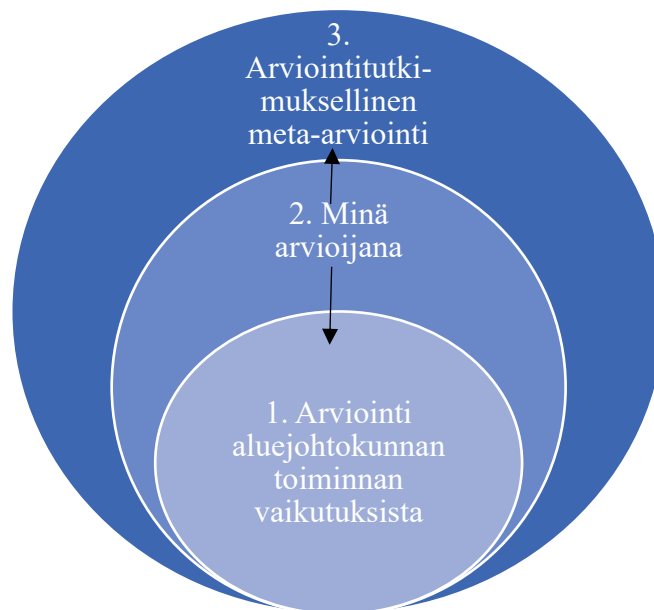 3.
Arviointitutki-
muksellinen
meta-arviointi
2. Minä
arvioijana
1. Arviointi
aluejohtokunnan
toiminnan
vaikutuksista